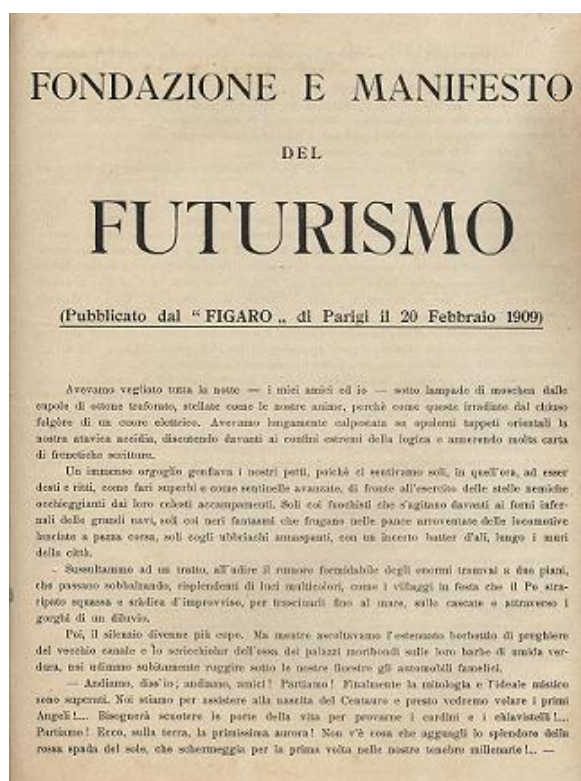 FONDAZIONE E MANIFESTO
DEL
FUTURISMO
(Pubblicato dal “ FIGARO „ di Parigi il 20 Febbraio 1909)
Avevamo vegliato tutta la notte — i miei amici ed io — sotto lampade di moschea dalle
cupole di ottone traforato, stellate come le nostre anime, perchè come queste irradiate dal chiuso
fulgòre di un cuore elettrico. Avevamo lungamente calpestata su opulenti tappeti orientali la
nostra atavica accidia, discutendo davanti ai confini estremi della logica e annerendo molta carta
di frenetiche scritture.
Un immenso orgoglio gonfiava i nostri petti, poichè ci sentivamo soli, in quell'ora, ad esser
desti e ritti, come fari superbi e come sentinelle avanzate, di fronte all'esercito delle stelle nemiche
occhieggianti dai loro celesti accampamenti. Soli coi fuochisti che s'agitano davanti ai forni infer-
nali delle grandi navi, soli coi neri fantasmi che frugano nelle pance arroventate delle locomotive
lanciate a pazza corsa, soli cogli ubbriachi annaspanti, con un incerto batter d'ali, lungo i muri
della città.
Sussultammo ad un tratto, all'udire il rumore formidabile degli enormi tramvai a due piani,
che passano sobbalzando, risplendenti di luci multicolori, come i villaggi in festa che il Po stra-
ripato squassa e sràdica d'improvviso, per trascinarli fino al mare, sulle cascate e attraverso i
gorghi di un diluvio.
Poi, il silenzio divenne più cupo. Ma mentre ascoltavamo l'estenuato borbottìo di preghiere
del vecchio canale e lo scricchiolar dell'ossa dei palazzi moribondi sulle loro barbe di umida ver-
dura, noi udimmo subitamente ruggire sotto le nostre finestre gli automobili famelici.
— Andiamo, diss'io; andiamo, amici! Partiamo! Finalmente la mitologia e l'ideale mistico
sono superati. Noi stiamo per assistere alla nascita del Centauro e presto vedremo volare i primi
Angeli!... Bisognerà scuotere le porte della vita per provarne i cardini e i chiavistelli!...
Partiamo! Ecco, sulla terra, la primissima aurora! Non v'è cosa che agguagli lo splendore della
rossa spada del sole, che schermeggia per la prima volta nelle nostre tenebre millenarie!... —